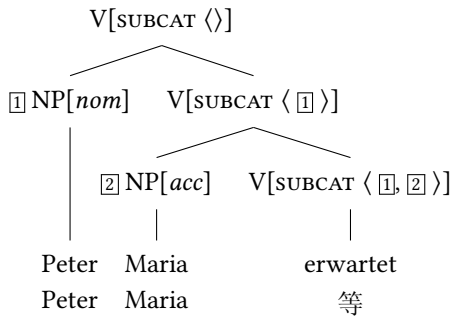 V[SUBCAT ⟨⟩]
1 NP[nom] V[SUBCAT ⟨ 1 ⟩]
2 NP[acc] V[SUBCAT ⟨ 1, 2 ⟩]
Peter Maria erwartet
Peter Maria 等